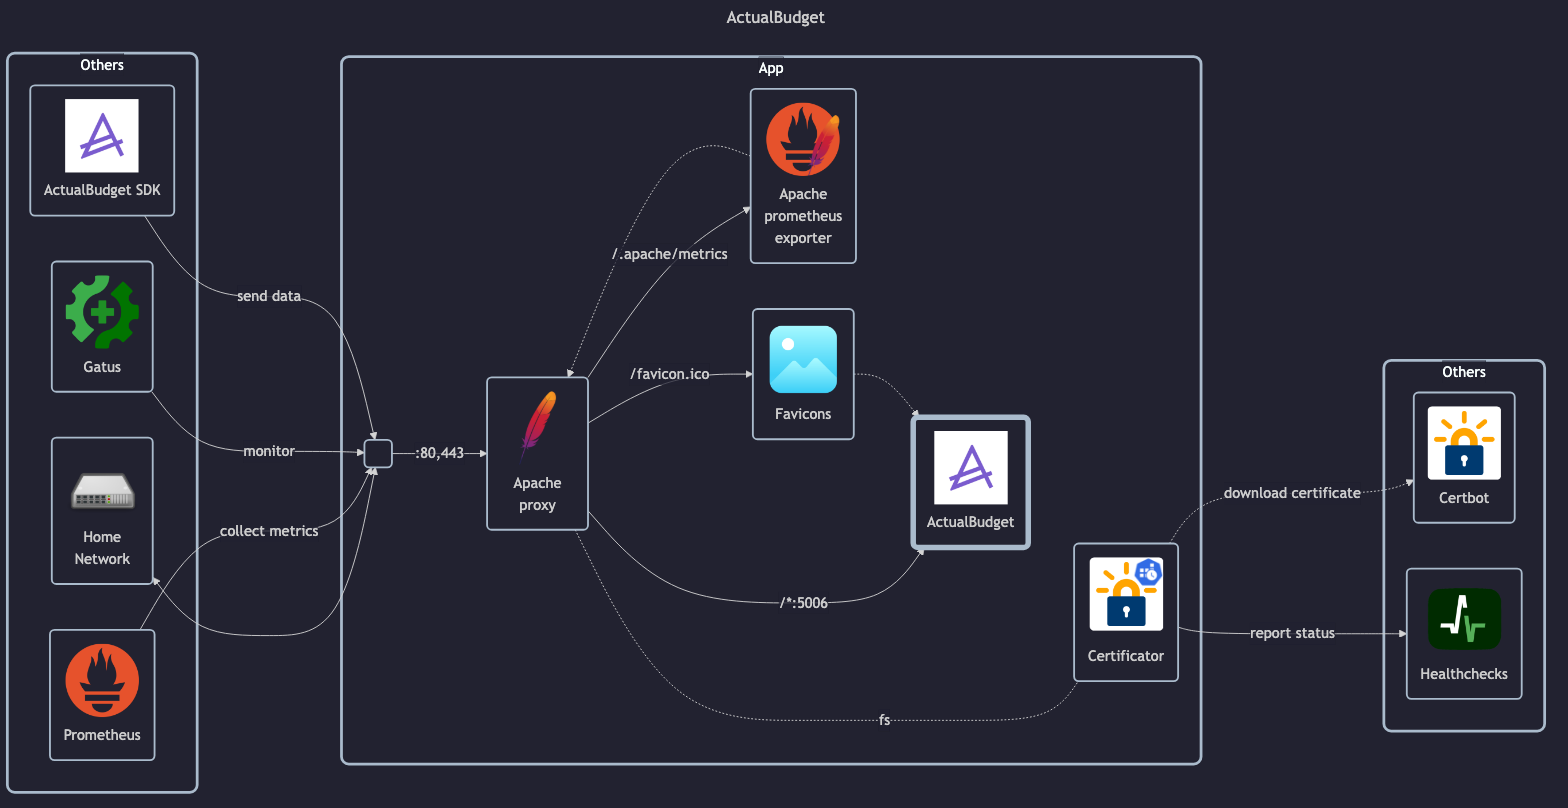 ActualBudget
Others
ActualBudget SDK
Gatus
Home
Network
Prometheus
send data
monitor
collect metrics
App
:80,443
Apache
proxy
/.apache/metrics
/favicon.ico
/*:5006
fs
Apache
prometheus
exporter
Favicons
ActualBudget
Certificator
download certificate
report status
Others
Certbot
Healthchecks